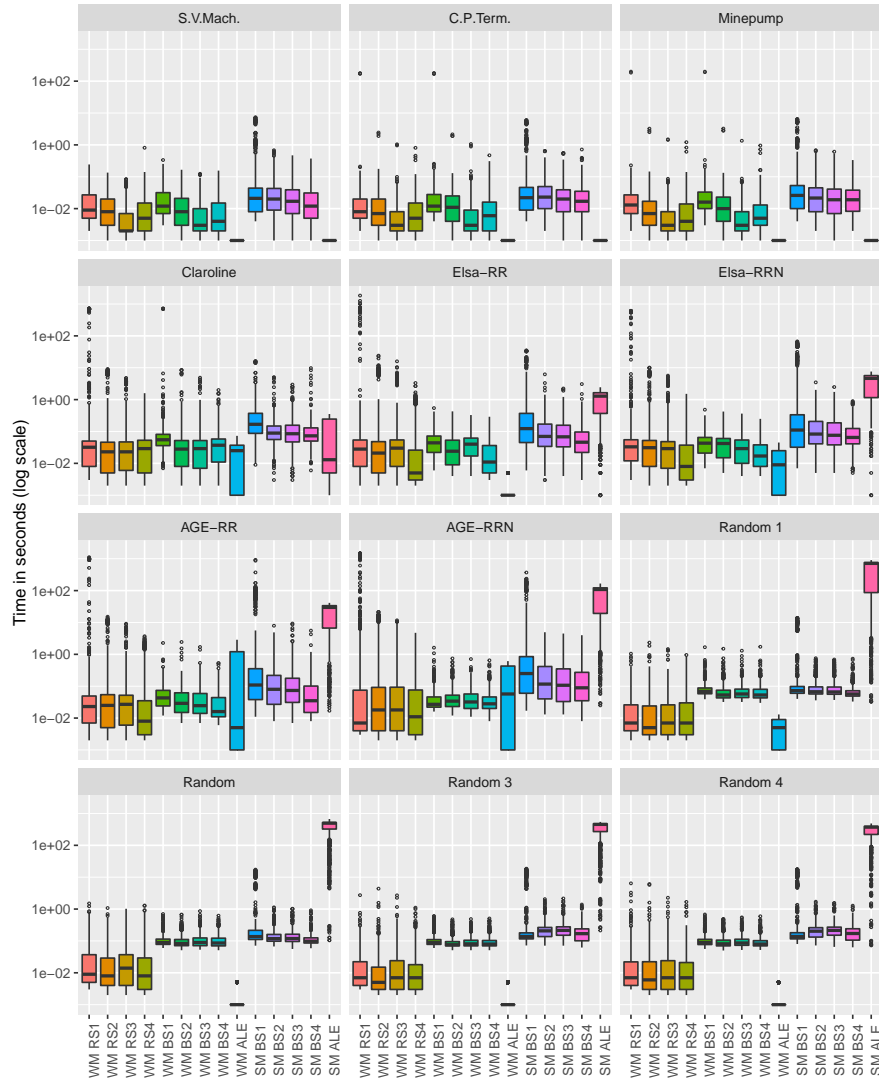 S.V.Mach.
C.P.Term.
Minepump
1e+02
1e+00
1e−02
Claroline
Elsa−RR
Elsa−RRN
1e+02
1e+00
1e−02
AGE−RR
AGE−RRN
Random 1
1e+02
1e+00
1e−02
Random
Random 3
Random 4
1e+02
1e+00
1e−02
Time in seconds (log scale)
WM RS1
WM RS2
WM RS3
WM RS4
WM BS1
WM BS2
WM BS3
WM BS4
WM ALE
SM BS1
SM BS2
SM BS3
SM BS4
SM ALE
WM RS1
WM RS2
WM RS3
WM RS4
WM BS1
WM BS2
WM BS3
WM BS4
WM ALE
SM BS1
SM BS2
SM BS3
SM BS4
SM ALE
WM RS1
WM RS2
WM RS3
WM RS4
WM BS1
WM BS2
WM BS3
WM BS4
WM ALE
SM BS1
SM BS2
SM BS3
SM BS4
SM ALE